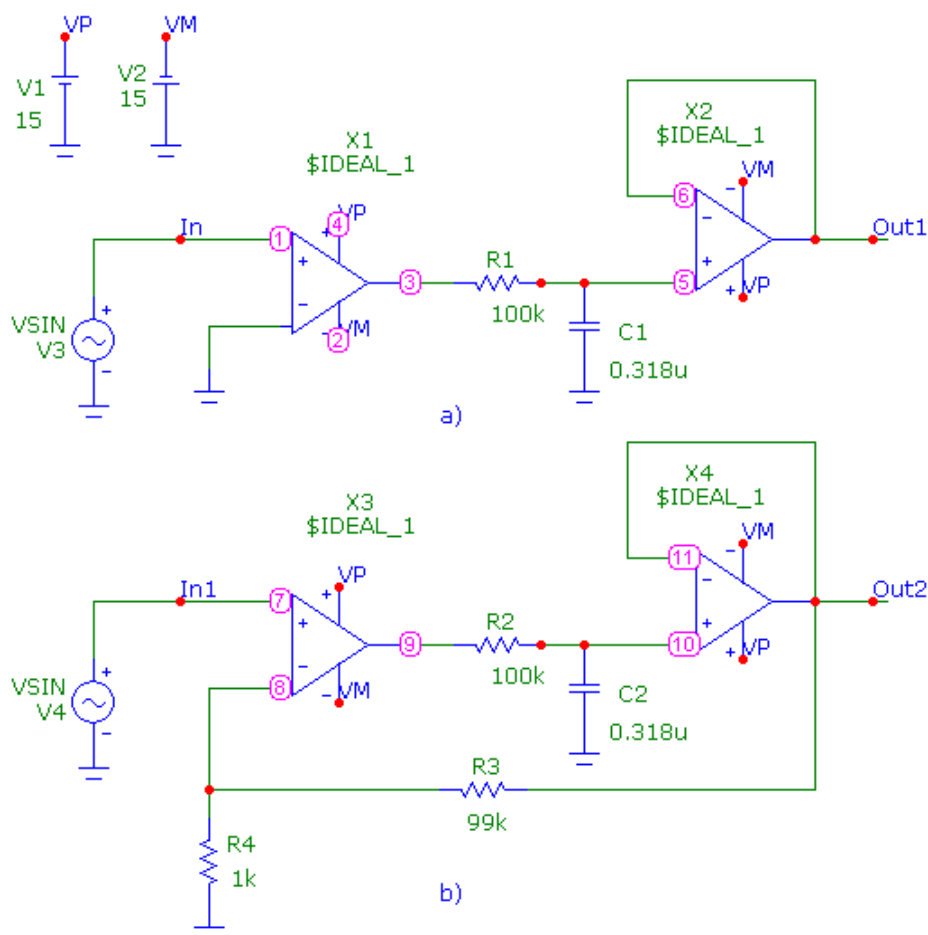 VP
VM
V1
15
V2
15
X1
$IDEAL_1
X2
$IDEAL_1
In
1
4
VP
+
+
-
3
R1
100k
6
-
VM
-
+
5
VP
+
Out1
VSIN
V3
+
-
2
VM
-
C1
0.318u
a)
X3
$IDEAL_1
X4
$IDEAL_1
In1
7
VP
+
+
-
9
R2
100k
11
-
VM
-
+
10
VP
+
Out2
VSIN
V4
+
-
8
VM
-
C2
0.318u
R3
99k
R4
1k
b)